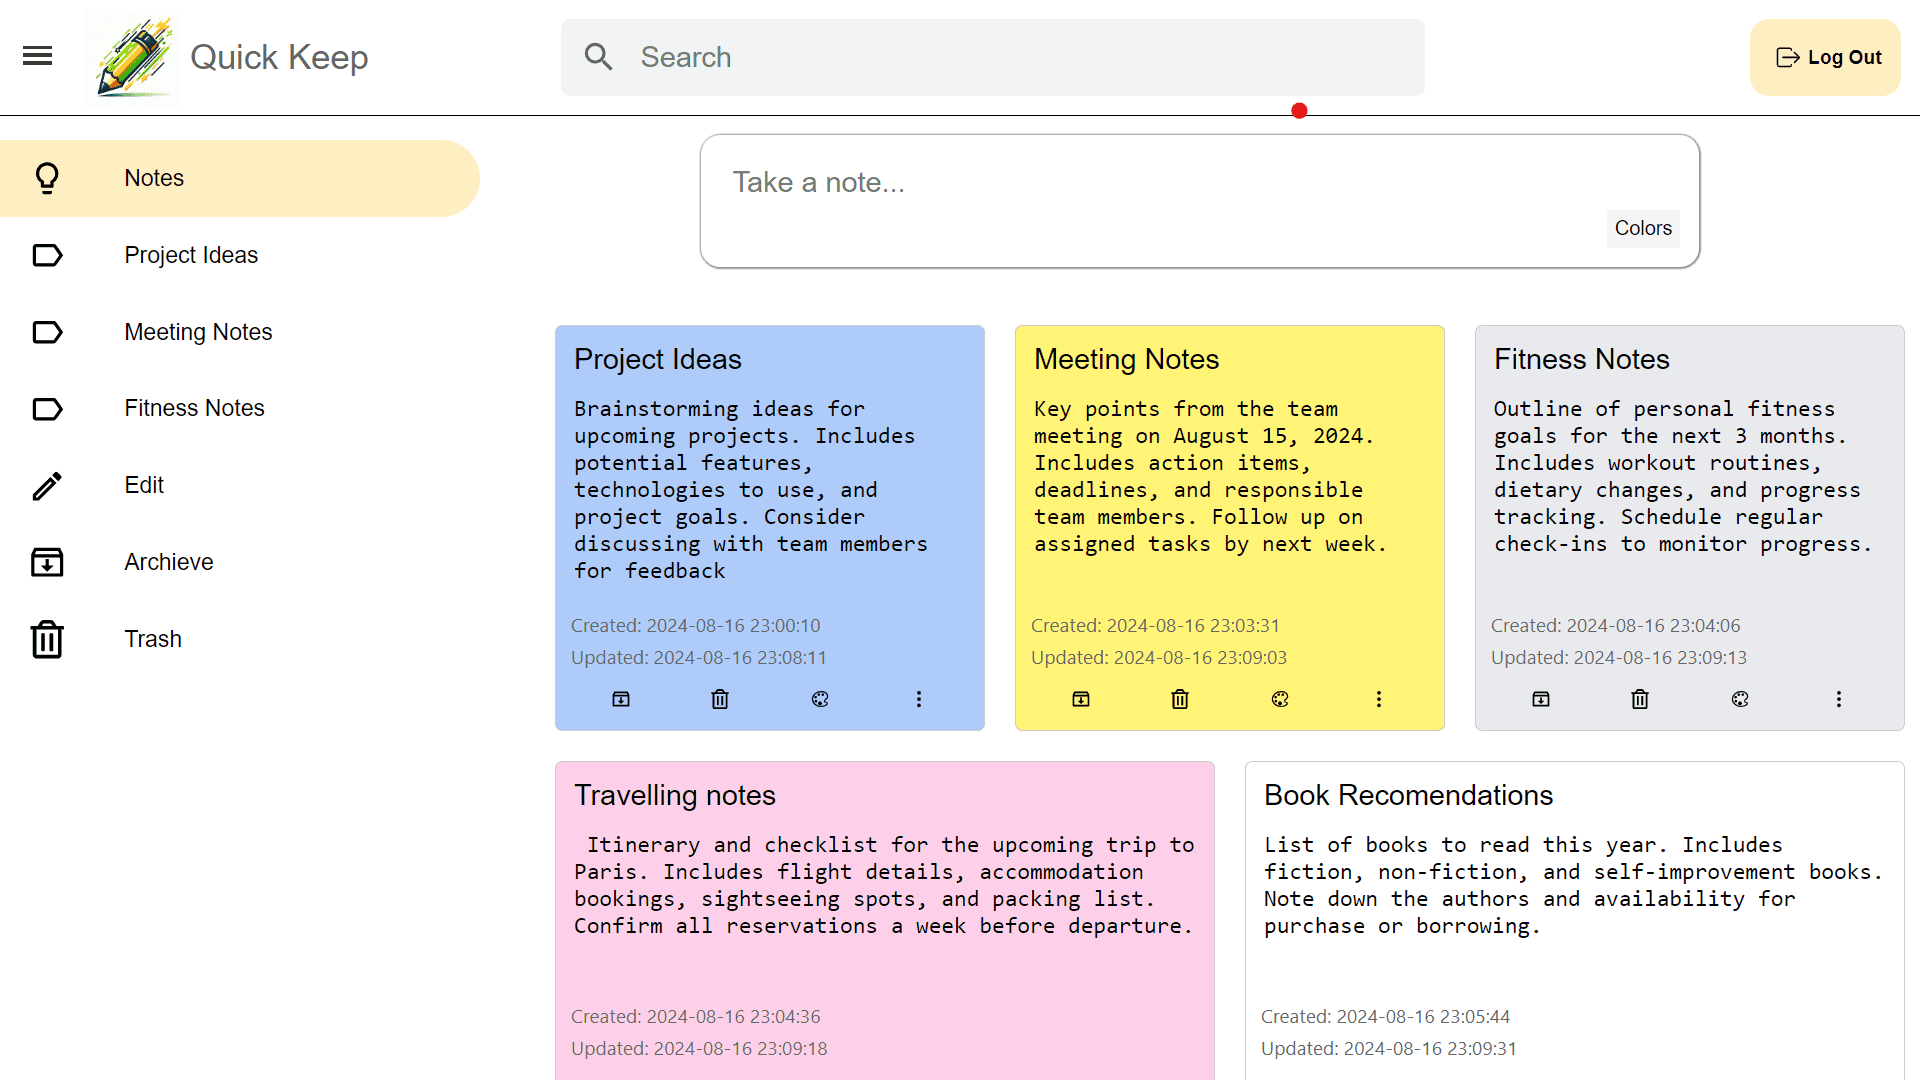 Quick Keep
Search
Log Out
Notes
Project Ideas
Meeting Notes
Fitness Notes
Edit
Archieve
Trash
Take a note...
Colors
Project Ideas
Brainstorming ideas for
upcoming projects. Includes
potential features,
technologies to use, and
project goals. Consider
discussing with team members
for feedback
Created: 2024-08-16 23:00:10
Updated: 2024-08-16 23:08:11
Meeting Notes
Key points from the team
meeting on August 15, 2024.
Includes action items,
deadlines, and responsible
team members. Follow up on
assigned tasks by next week.
Created: 2024-08-16 23:03:31
Updated: 2024-08-16 23:09:03
Fitness Notes
Outline of personal fitness
goals for the next 3 months.
Includes workout routines,
dietary changes, and progress
tracking. Schedule regular
check-ins to monitor progress.
Created: 2024-08-16 23:04:06
Updated: 2024-08-16 23:09:13
Travelling notes
Itinerary and checklist for the upcoming trip to
Paris. Includes flight details, accommodation
bookings, sightseeing spots, and packing list.
Confirm all reservations a week before departure.
Created: 2024-08-16 23:04:36
Updated: 2024-08-16 23:09:18
Book Recomendations
List of books to read this year. Includes
fiction, non-fiction, and self-improvement books.
Note down the authors and availability for
purchase or borrowing.
Created: 2024-08-16 23:05:44
Updated: 2024-08-16 23:09:31